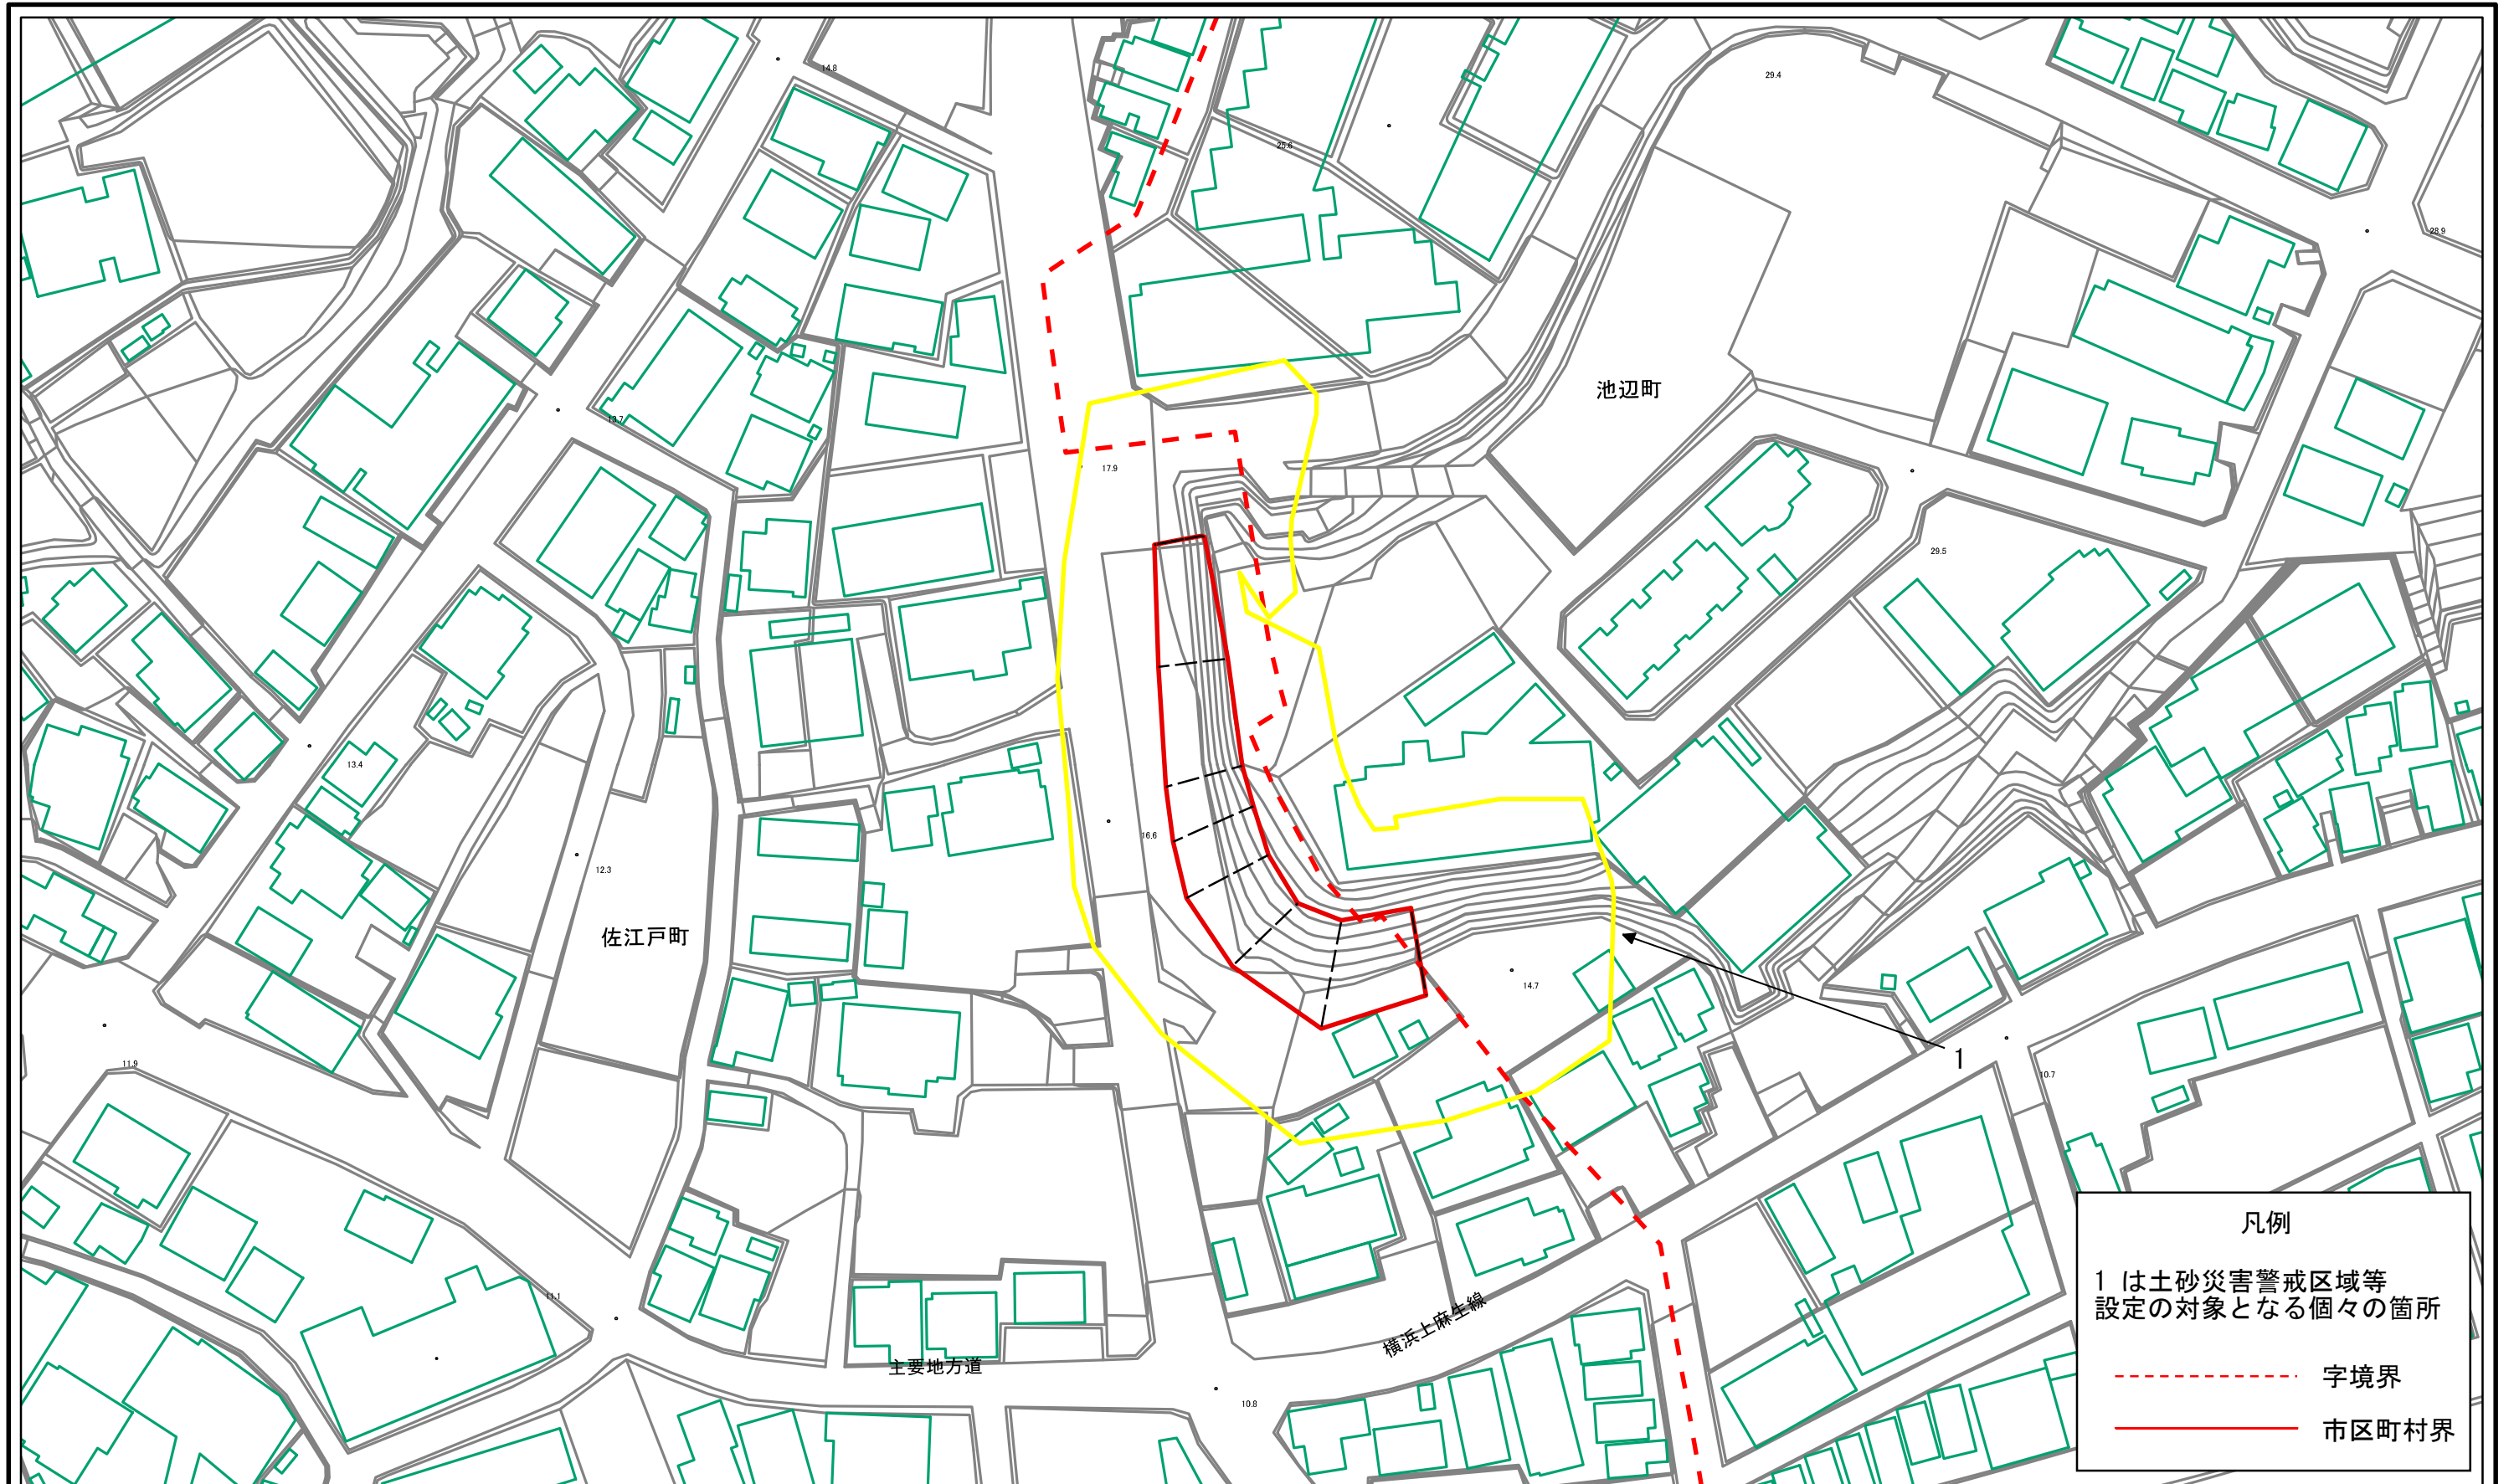 14.8
29.4
25.6
28.9
池辺町
13.7
17.9
29.5
13.4
16.6
12.3
佐江戸町
14.7
1
11.9
10.7
凡例
1 は土砂災害警戒区域等
設定の対象となる個々の箇所
字境界
市区町村界
11.1
横浜上麻生線
主要地方道
10.8